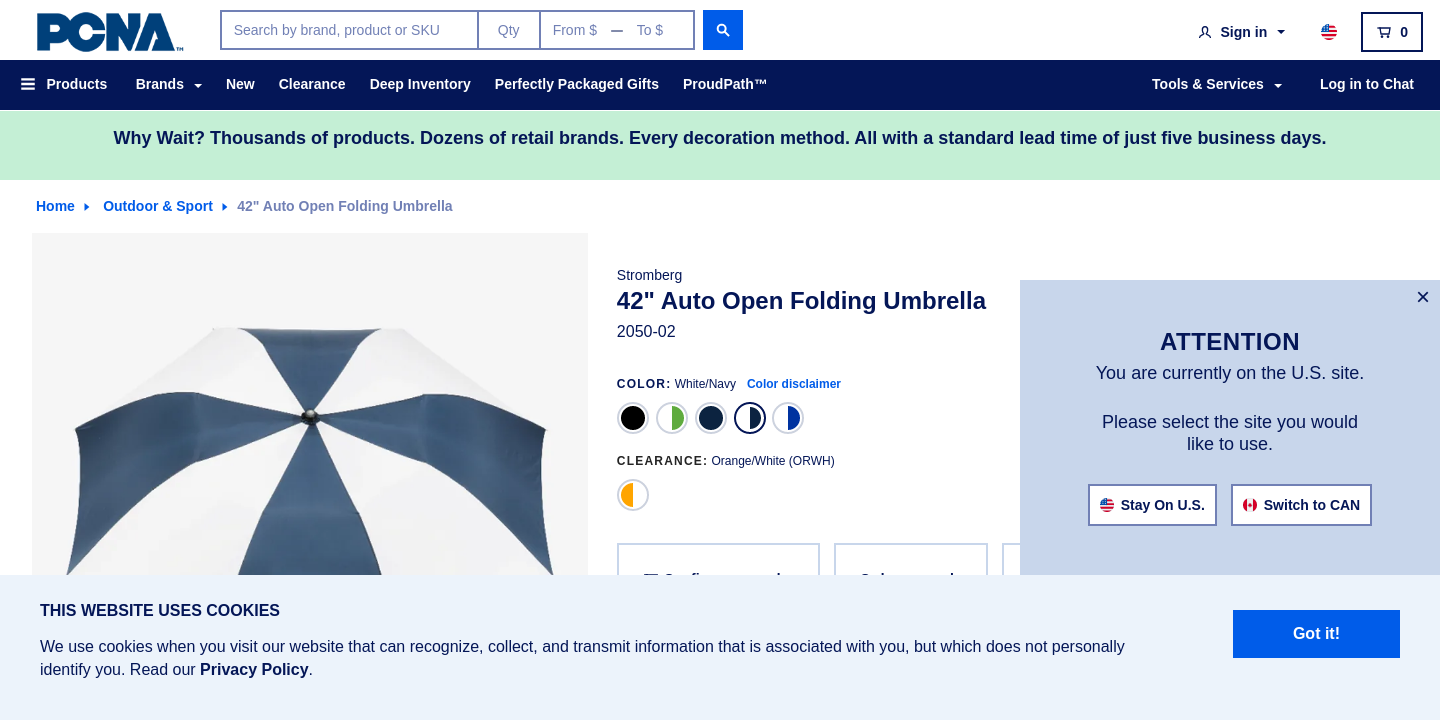 PCNA™
Search by brand, product or SKU
Qty
From $ — To $
Sign in
0
Products
Brands
New
Clearance
Deep Inventory
Perfectly Packaged Gifts
ProudPath™
Tools & Services
Log in to Chat
Why Wait? Thousands of products. Dozens of retail brands. Every decoration method. All with a standard lead time of just five business days.
Home
Outdoor & Sport
42" Auto Open Folding Umbrella
Stromberg
42" Auto Open Folding Umbrella
2050-02
COLOR: White/Navy Color disclaimer
CLEARANCE: Orange/White (ORWH)
×
ATTENTION
You are currently on the U.S. site.
Please select the site you would
like to use.
Stay On U.S.
Switch to CAN
THIS WEBSITE USES COOKIES
We use cookies when you visit our website that can recognize, collect, and transmit information that is associated with you, but which does not personally
identify you. Read our Privacy Policy.
Got it!